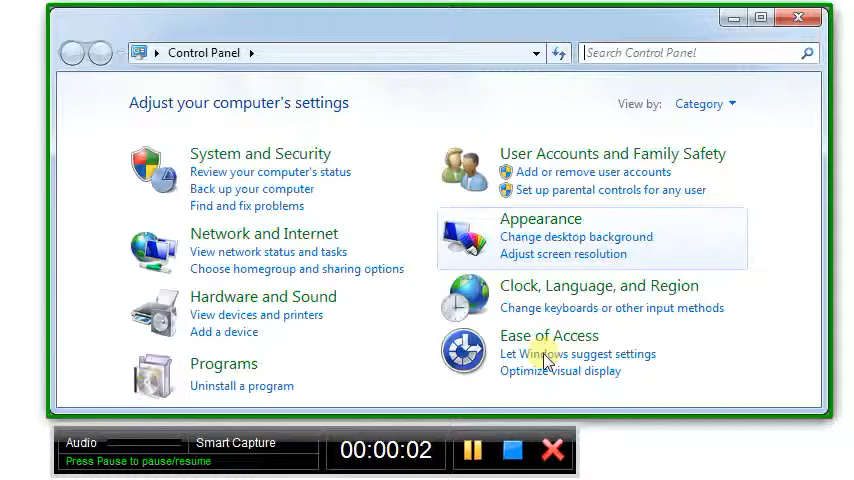 Control Panel
Search Control Panel
Adjust your computer's settings
View by: Category
System and Security
Review your computer's status
Back up your computer
Find and fix problems
Network and Internet
View network status and tasks
Choose homegroup and sharing options
Hardware and Sound
View devices and printers
Add a device
Programs
Uninstall a program
User Accounts and Family Safety
Add or remove user accounts
Set up parental controls for any user
Appearance
Change desktop background
Adjust screen resolution
Clock, Language, and Region
Change keyboards or other input methods
Ease of Access
Let Windows suggest settings
Optimize visual display
Audio
Smart Capture
Press Pause to pause/resume
00:00:02